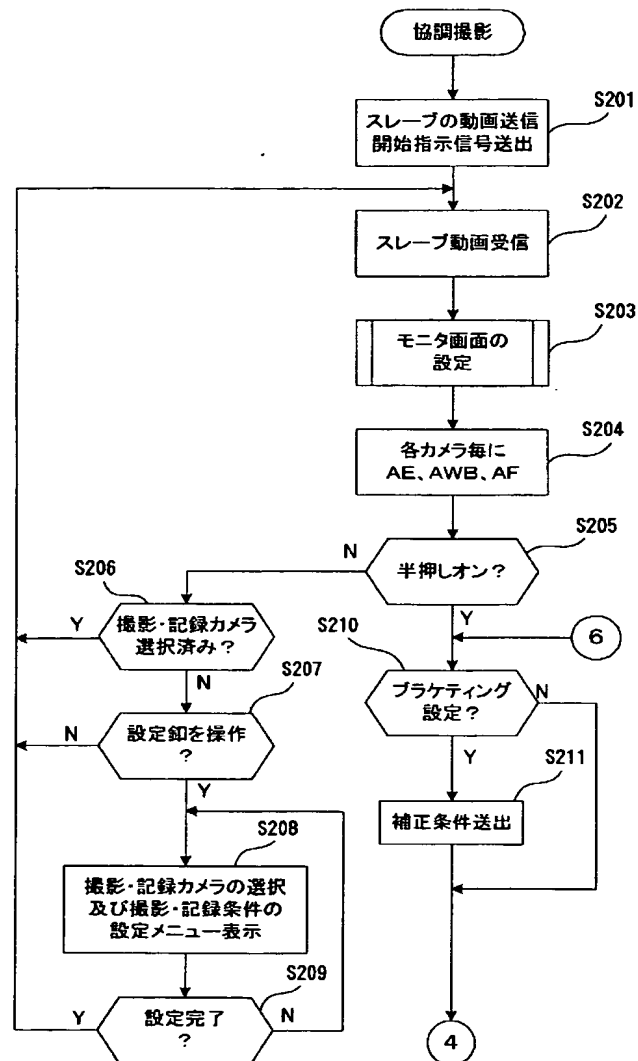 協調撮影
S201
スレーブの動画送信
開始指示信号送出
S202
スレーブ動画受信
S203
モニタ画面の
設定
S204
各カメラ毎に
AE、AWB、AF
S205
半押しオン？
N
Y
S206
撮影・記録カメラ
選択済み？
Y
N
S207
設定釦を操作
？
N
Y
S208
撮影・記録カメラの選択
及び撮影・記録条件の
設定メニュー表示
S209
設定完了
？
Y
N
6
S210
ブラケティング
設定？
N
Y
S211
補正条件送出
4